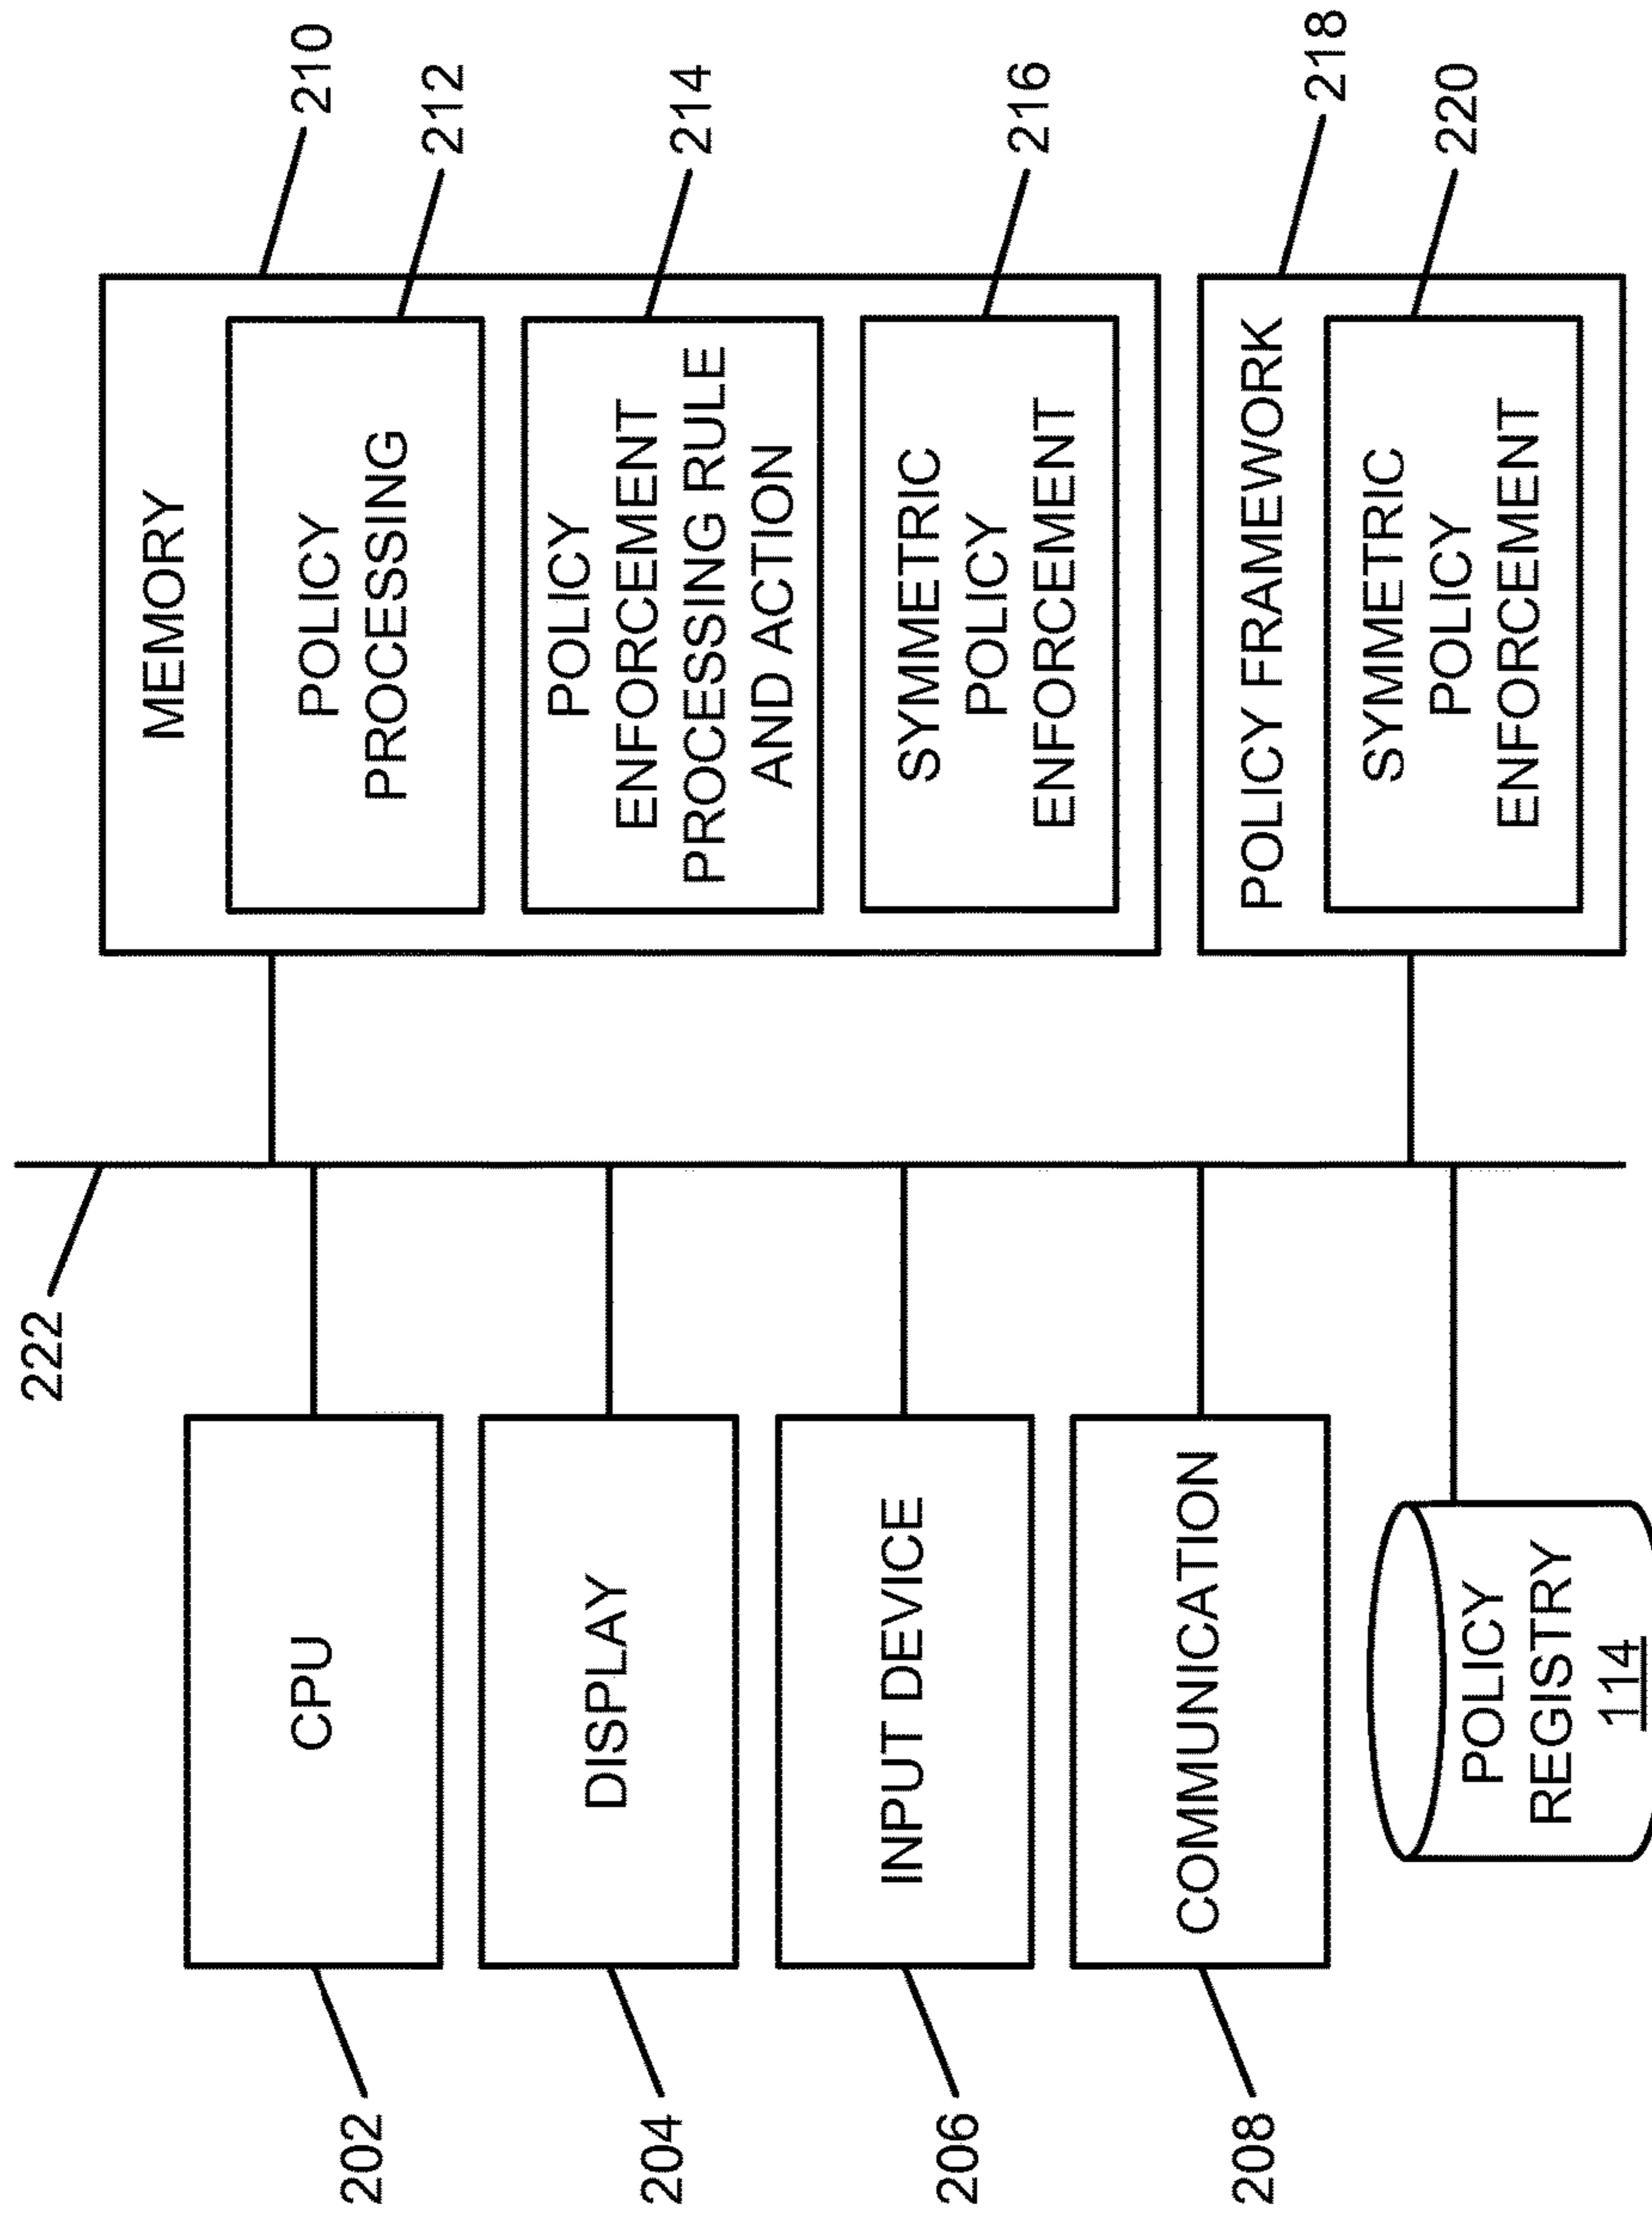 222
CPU
202
DISPLAY
204
INPUT DEVICE
206
COMMUNICATION
208
POLICY
REGISTRY
114
MEMORY
210
POLICY
PROCESSING
212
POLICY
ENFORCEMENT
PROCESSING RULE
AND ACTION
214
SYMMETRIC
POLICY
ENFORCEMENT
216
POLICY FRAMEWORK
218
SYMMETRIC
POLICY
ENFORCEMENT
220